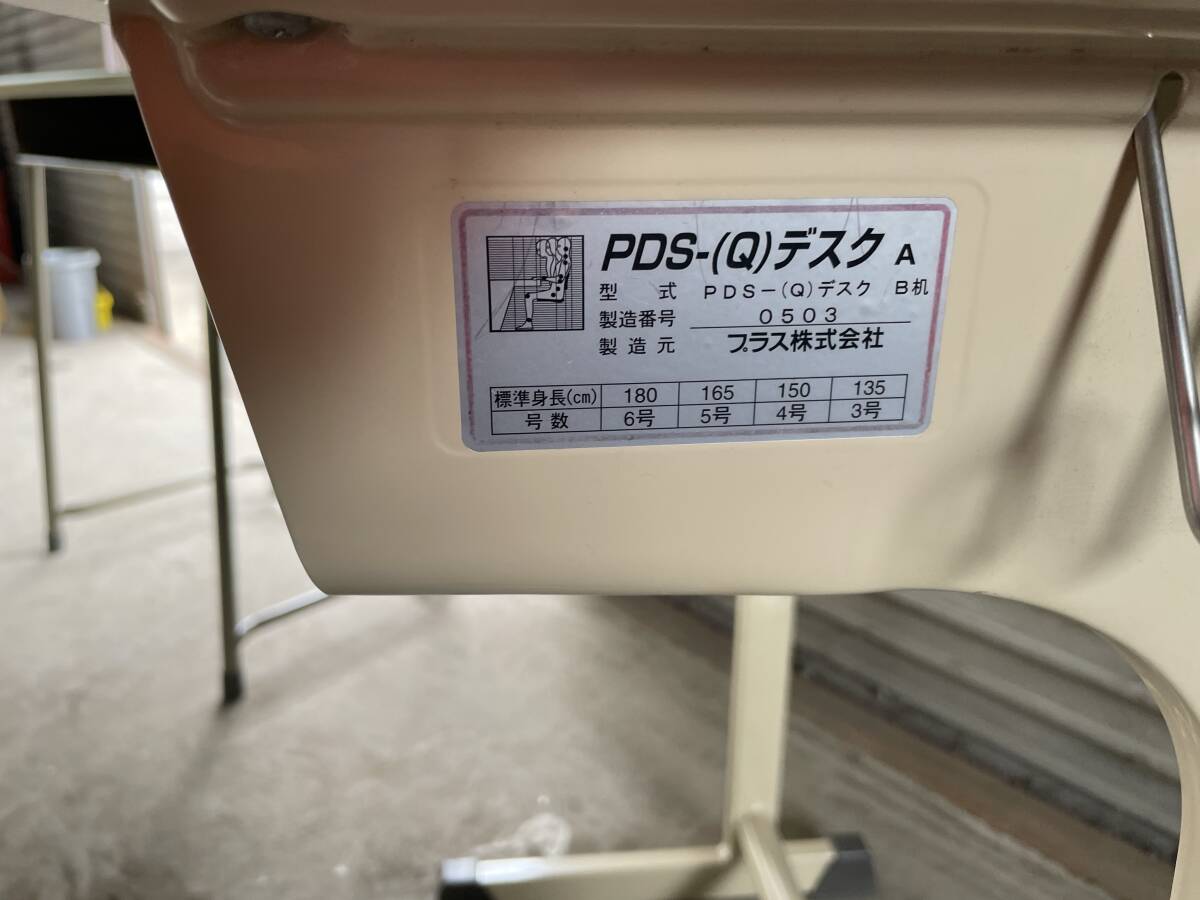 PDS-(Q)デスク A
型 式 PDS-(Q)デスク B机
製造番号 0503
製造元 プラス株式会社
標準身長(cm) 180 165 150 135
号数 6号 5号 4号 3号